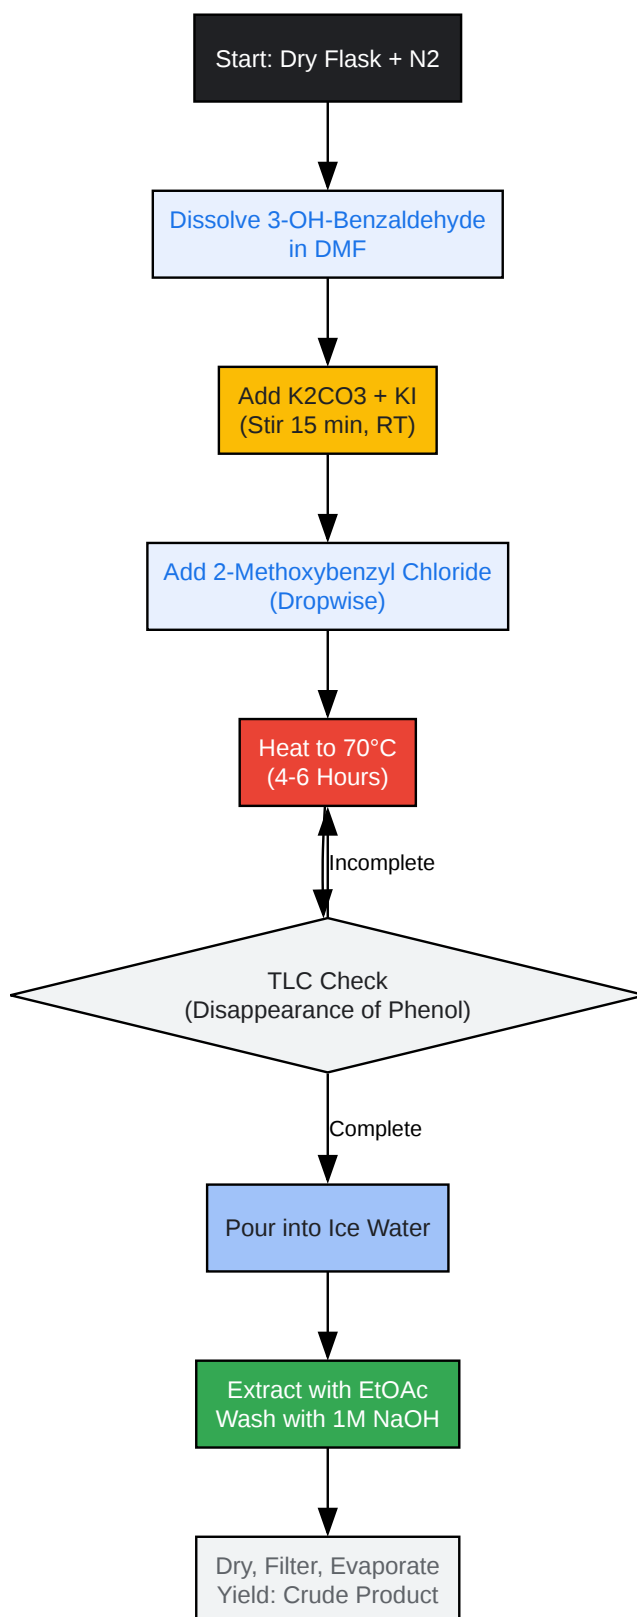 Start: Dry Flask + N2
Dissolve 3-OH-Benzaldehyde
in DMF
Add K2CO3 + KI
(Stir 15 min, RT)
Add 2-Methoxybenzyl Chloride
(Dropwise)
Heat to 70°C
(4-6 Hours)
Incomplete
TLC Check
(Disappearance of Phenol)
Complete
Pour into Ice Water
Extract with EtOAc
Wash with 1M NaOH
Dry, Filter, Evaporate
Yield: Crude Product